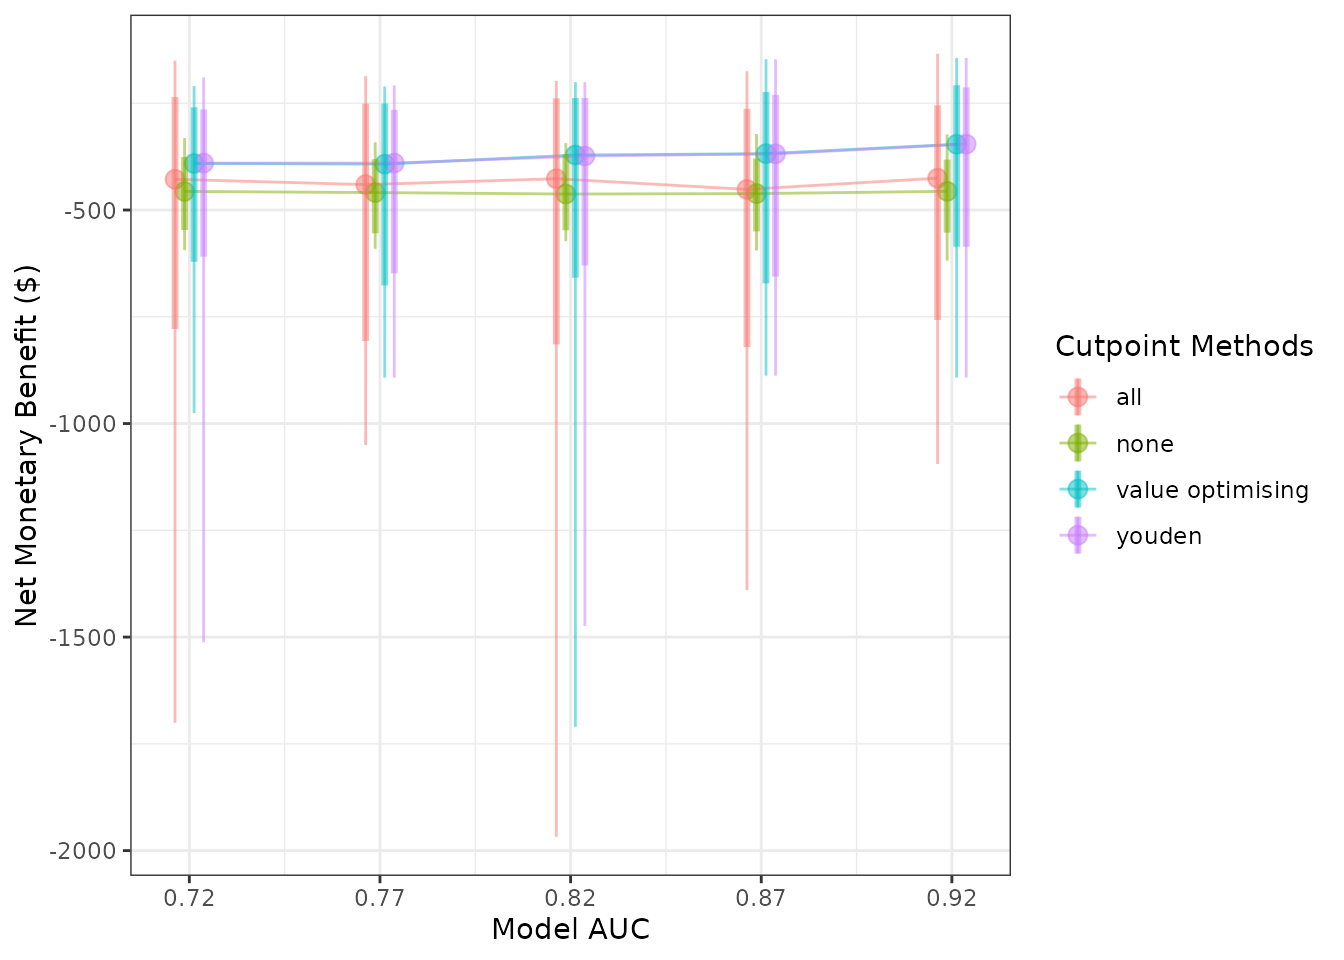 Net Monetary Benefit ($)
-500
-1000
-1500
-2000
0.72
0.77
0.82
0.87
0.92
Model AUC
Cutpoint Methods
all
none
value optimising
youden